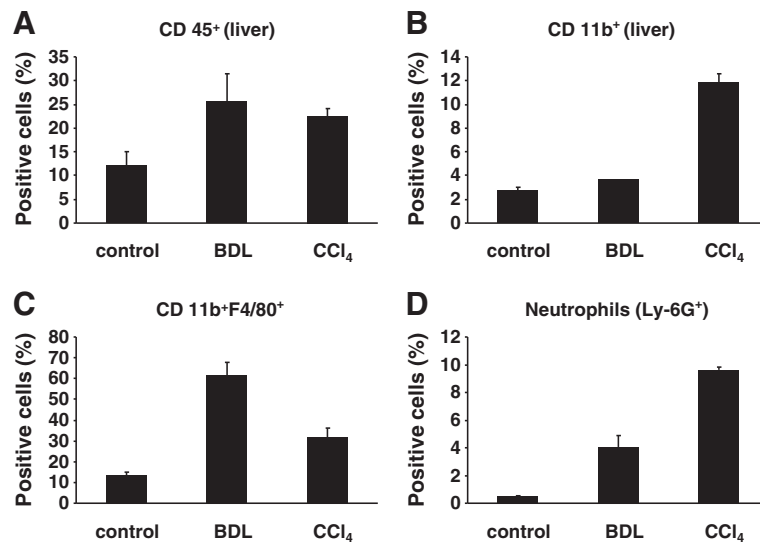 A
CD 45⁺ (liver)
Positive cells (%)
35
30
25
20
15
10
5
0
control BDL CCl₄
B
CD 11b⁺ (liver)
Positive cells (%)
14
12
10
8
6
4
2
0
control BDL CCl₄
C
CD 11b⁺F4/80⁺
Positive cells (%)
80
70
60
50
40
30
20
10
0
control BDL CCl₄
D
Neutrophils (Ly-6G⁺)
Positive cells (%)
12
10
8
6
4
2
0
control BDL CCl₄